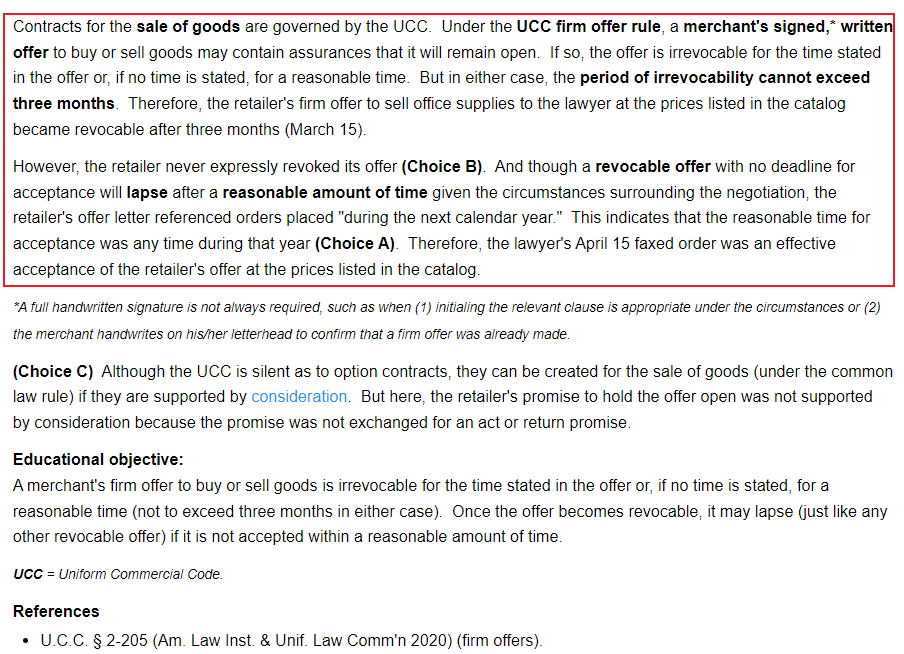 Contracts for the sale of goods are governed by the UCC. Under the UCC firm offer rule, a merchant's signed,* written
offer to buy or sell goods may contain assurances that it will remain open. If so, the offer is irrevocable for the time stated
in the offer or, if no time is stated, for a reasonable time. But in either case, the period of irrevocability cannot exceed
three months. Therefore, the retailer's firm offer to sell office supplies to the lawyer at the prices listed in the catalog
became revocable after three months (March 15).
However, the retailer never expressly revoked its offer (Choice B). And though a revocable offer with no deadline for
acceptance will lapse after a reasonable amount of time given the circumstances surrounding the negotiation, the
retailer's offer letter referenced orders placed "during the next calendar year." This indicates that the reasonable time for
acceptance was any time during that year (Choice A). Therefore, the lawyer's April 15 faxed order was an effective
acceptance of the retailer's offer at the prices listed in the catalog.
*A full handwritten signature is not always required, such as when (1) initialing the relevant clause is appropriate under the circumstances or (2)
the merchant handwrites on his/her letterhead to confirm that a firm offer was already made.
(Choice C) Although the UCC is silent as to option contracts, they can be created for the sale of goods (under the common
law rule) if they are supported by consideration. But here, the retailer's promise to hold the offer open was not supported
by consideration because the promise was not exchanged for an act or return promise.
Educational objective:
A merchant's firm offer to buy or sell goods is irrevocable for the time stated in the offer or, if no time is stated, for a
reasonable time (not to exceed three months in either case). Once the offer becomes revocable, it may lapse (just like any
other revocable offer) if it is not accepted within a reasonable amount of time.
UCC = Uniform Commercial Code.
References
• U.C.C. § 2-205 (Am. Law Inst. & Unif. Law Comm'n 2020) (firm offers).